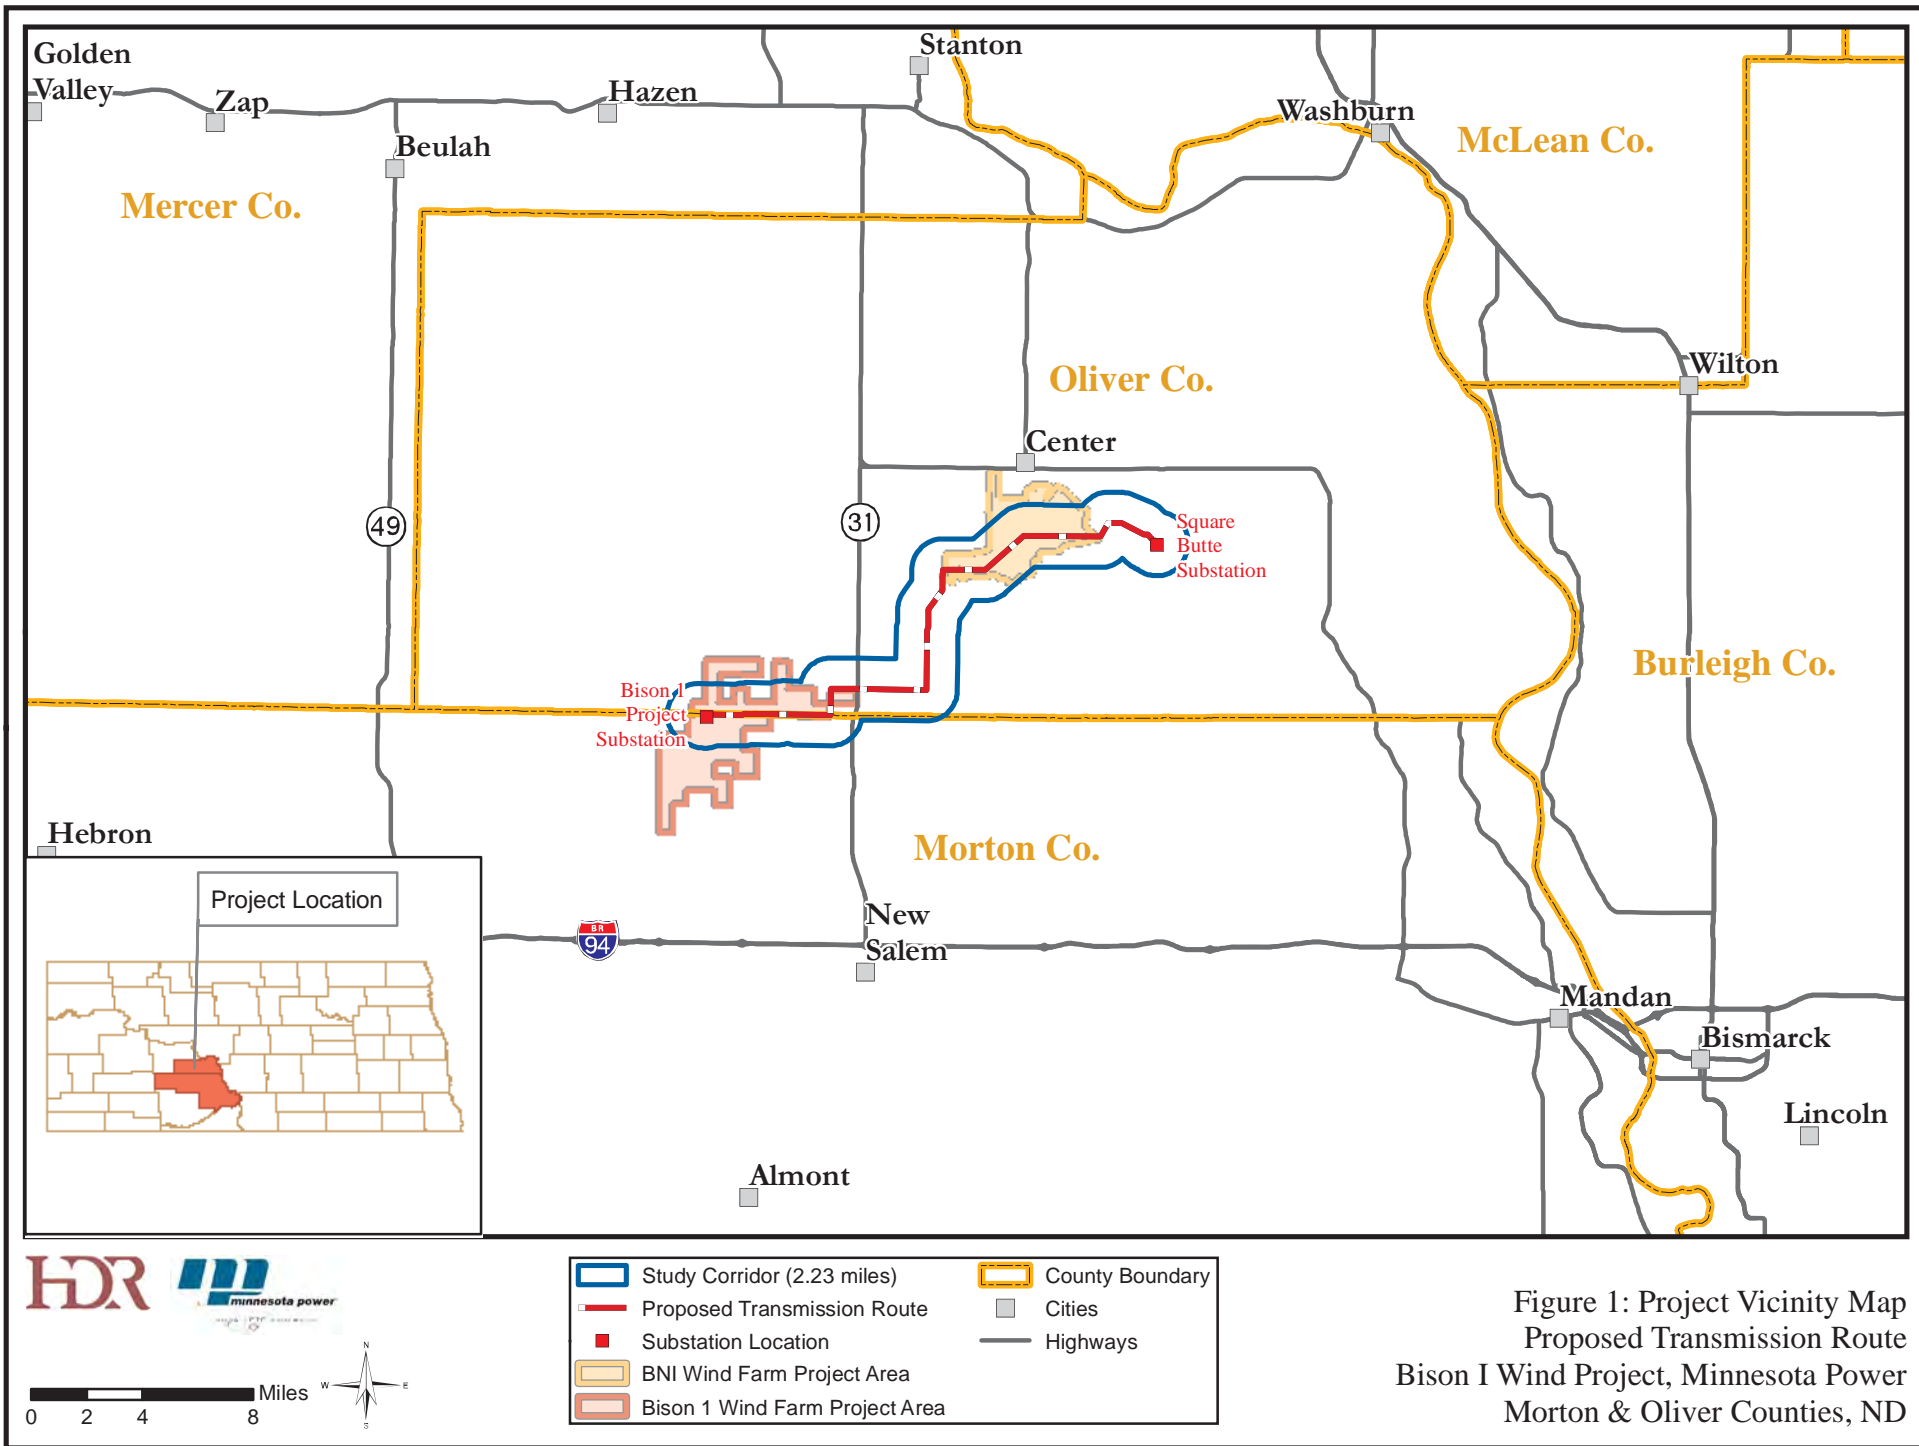 Golden
Valley
Zap
Beulah
Hazen
Stanton
Washburn
McLean Co.
Mercer Co.
Oliver Co.
Wilton
Center
49
31
Square
Butte
Substation
Burleigh Co.
Bison 1
Project
Substation
Hebron
Morton Co.
Project Location
BR
94
New
Salem
Mandan
Bismarck
Lincoln
Almont
HDR
minnesota power
Miles
0 2 4 8
N
W E
S
Study Corridor (2.23 miles)
Proposed Transmission Route
Substation Location
BNI Wind Farm Project Area
Bison 1 Wind Farm Project Area
County Boundary
Cities
Highways
Figure 1: Project Vicinity Map
Proposed Transmission Route
Bison I Wind Project, Minnesota Power
Morton & Oliver Counties, ND